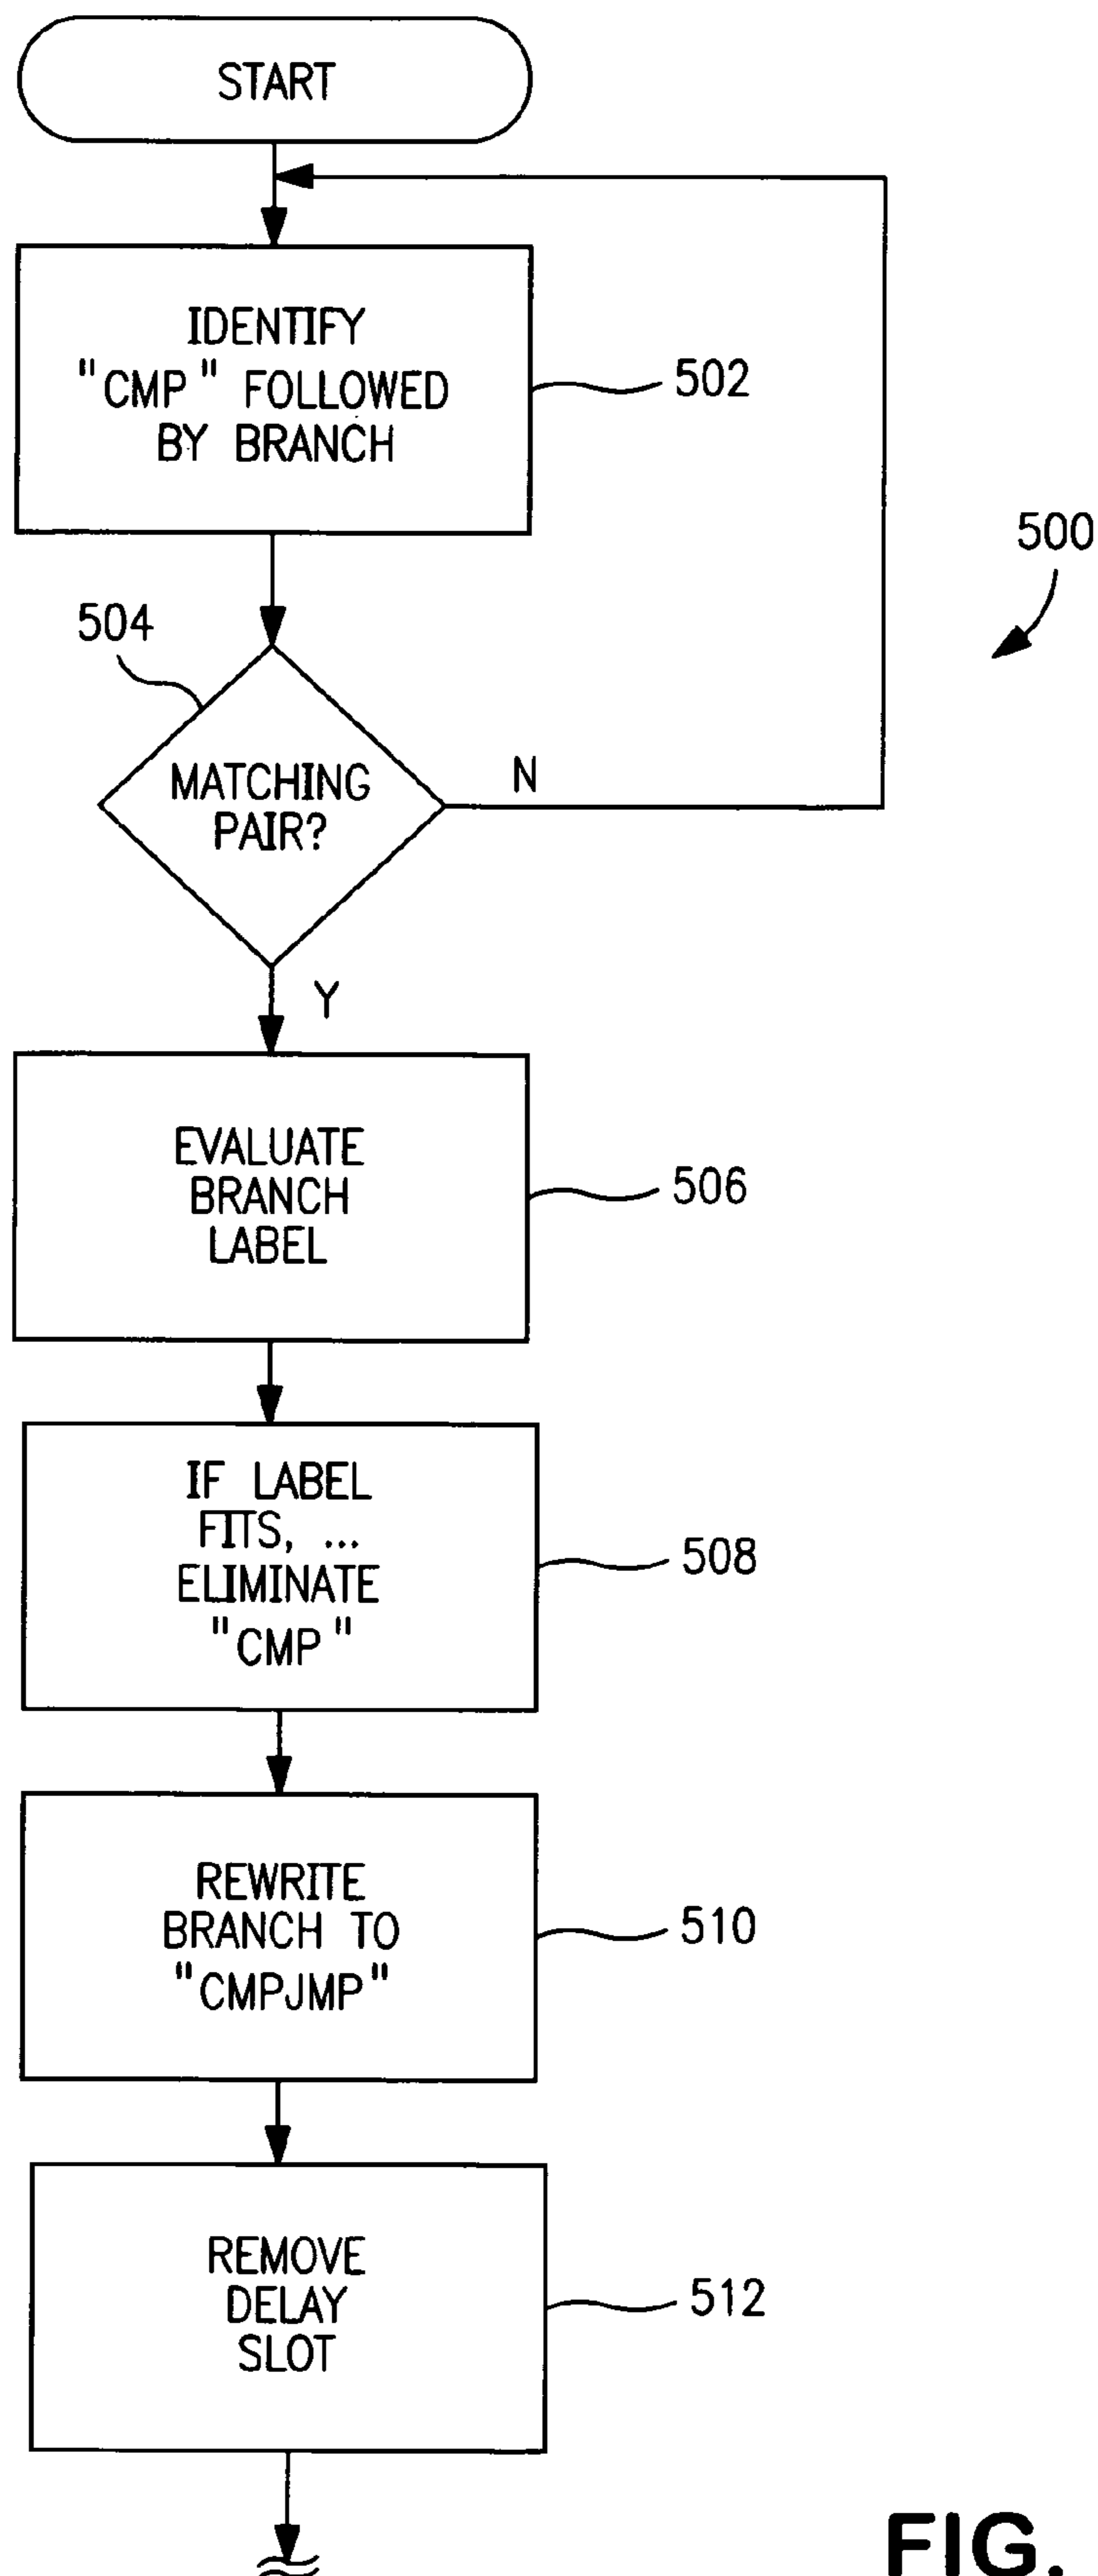 START
IDENTIFY
"CMP" FOLLOWED
BY BRANCH
502
500
504
MATCHING
PAIR?
N
Y
EVALUATE
BRANCH
LABEL
506
IF LABEL
FITS, ...
ELIMINATE
"CMP"
508
REWRITE
BRANCH TO
"CMPJMP"
510
REMOVE
DELAY
SLOT
512
FIG.